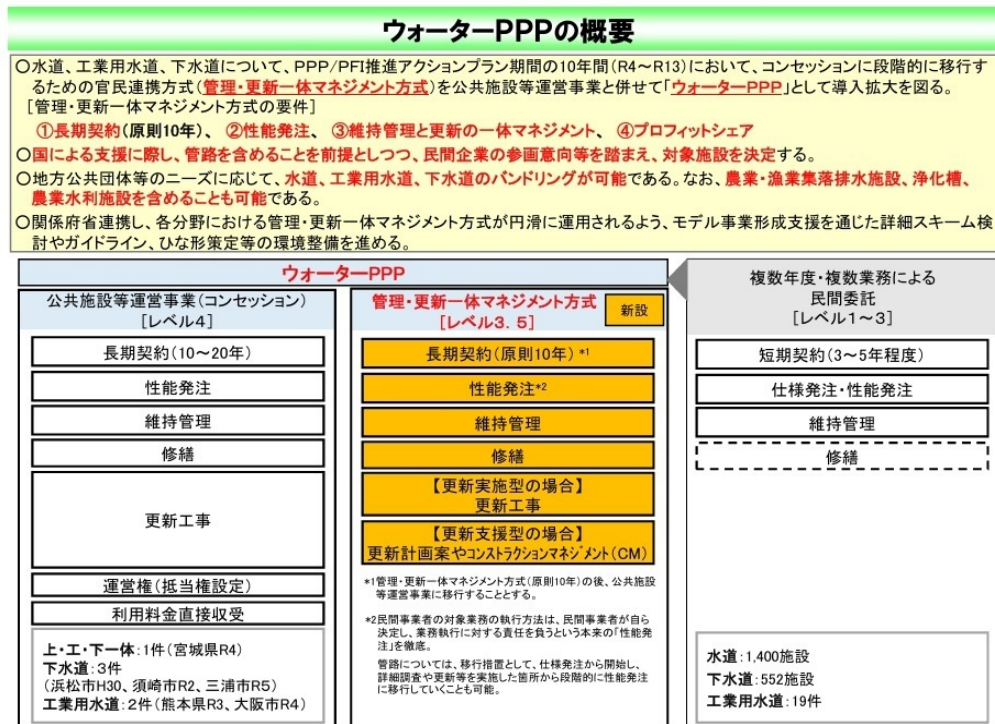 ウォーターPPPの概要
○水道、工業用水道、下水道について、PPP/PFI推進アクションプラン期間の10年間（R4～R13）において、コンセッションに段階的に移行す
るための官民連携方式（管理・更新一体マネジメント方式）を公共施設等運営事業と併せて「ウォーターPPP」として導入拡大を図る。
［管理・更新一体マネジメント方式の要件］
①長期契約（原則10年）、 ②性能発注、 ③維持管理と更新の一体マネジメント、 ④プロフィットシェア
○国による支援に際し、管路を含めることを前提としつつ、民間企業の参画意向等を踏まえ、対象施設を決定する。
○地方公共団体等のニーズに応じて、水道、工業用水道、下水道のバンドリングが可能である。なお、農業・漁業集落排水施設、浄化槽、
農業水利施設を含めることも可能である。
○関係府省連携し、各分野における管理・更新一体マネジメント方式が円滑に運用されるよう、モデル事業形成支援を通じた詳細スキーム検
討やガイドライン、ひな形策定等の環境整備を進める。
ウォーターPPP
公共施設等運営事業（コンセッション）
［レベル4］
長期契約（10～20年）
性能発注
維持管理
修繕
更新工事
運営権（抵当権設定）
利用料金直接収受
上・工・下一体：1件（宮城県R4）
下水道：3件
（浜松市H30、須崎市R2、三浦市R5）
工業用水道：2件（熊本県R3、大阪市R4）
管理・更新一体マネジメント方式
［レベル3．5］
新設
長期契約（原則10年）*1
性能発注*2
維持管理
修繕
【更新実施型の場合】
更新工事
【更新支援型の場合】
更新計画案やコンストラクションマネジメント（CM）
*1管理・更新一体マネジメント方式（原則10年）の後、公共施設
等運営事業に移行することとする。
*2民間事業者の対象業務の執行方法は、民間事業者が自ら
決定し、業務執行に対する責任を負うという本来の「性能発
注」を徹底。
管路については、移行措置として、仕様発注から開始し、
詳細調査や更新等を実施した箇所から段階的に性能発注
に移行していくことも可能。
複数年度・複数業務による
民間委託
［レベル1～3］
短期契約（3～5年程度）
仕様発注・性能発注
維持管理
修繕
水道：1,400施設
下水道：552施設
工業用水道：19件